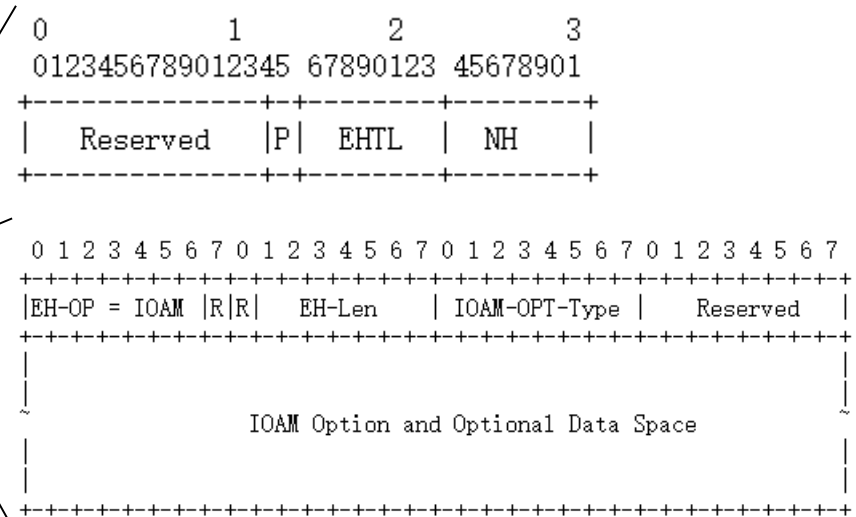 0 1 2 3
0123456789012345 67890123 45678901
+--------------+-+--------+--------+
| Reserved |P| EHTL | NH |
+--------------+-+--------+--------+
0 1 2 3 4 5 6 7 0 1 2 3 4 5 6 7 0 1 2 3 4 5 6 7 0 1 2 3 4 5 6 7
+-+-+-+-+-+-+-+-+-+-+-+-+-+-+-+-+-+-+-+-+-+-+-+-+-+-+-+-+-+-+-+-+
|EH-OP = IOAM |R|R| EH-Len | IOAM-OPT-Type | Reserved |
+-+-+-+-+-+-+-+-+-+-+-+-+-+-+-+-+-+-+-+-+-+-+-+-+-+-+-+-+-+-+-+-+
| |
| |
~ ~
IOAM Option and Optional Data Space
| |
| |
+-+-+-+-+-+-+-+-+-+-+-+-+-+-+-+-+-+-+-+-+-+-+-+-+-+-+-+-+-+-+-+-+